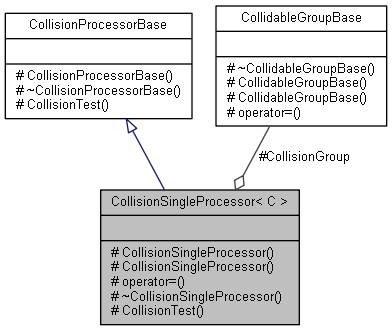 CollisionProcessorBase
# CollisionProcessorBase()
# ~CollisionProcessorBase()
# CollisionTest()
CollidableGroupBase
# ~CollidableGroupBase()
# CollidableGroupBase()
# CollidableGroupBase()
# operator=()
#CollisionGroup
CollisionSingleProcessor< C >
# CollisionSingleProcessor()
# CollisionSingleProcessor()
# operator=()
# ~CollisionSingleProcessor()
# CollisionTest()